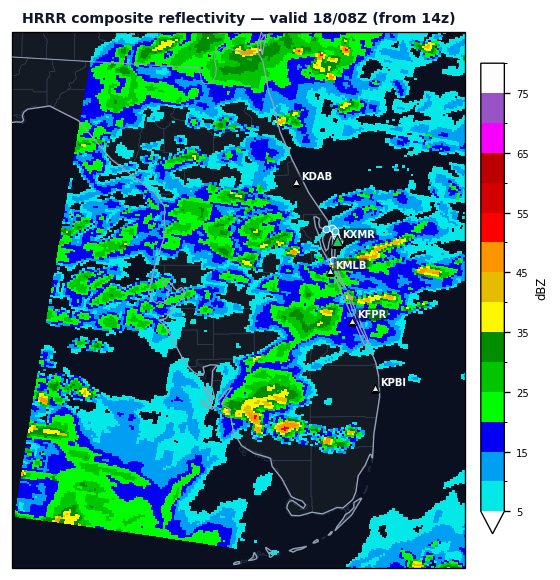 HRRR composite reflectivity — valid 18/08Z (from 14z)
KDAB
KXMR
KMLB
KFPR
KPBI
75
65
55
45
35
25
15
5
dBZ